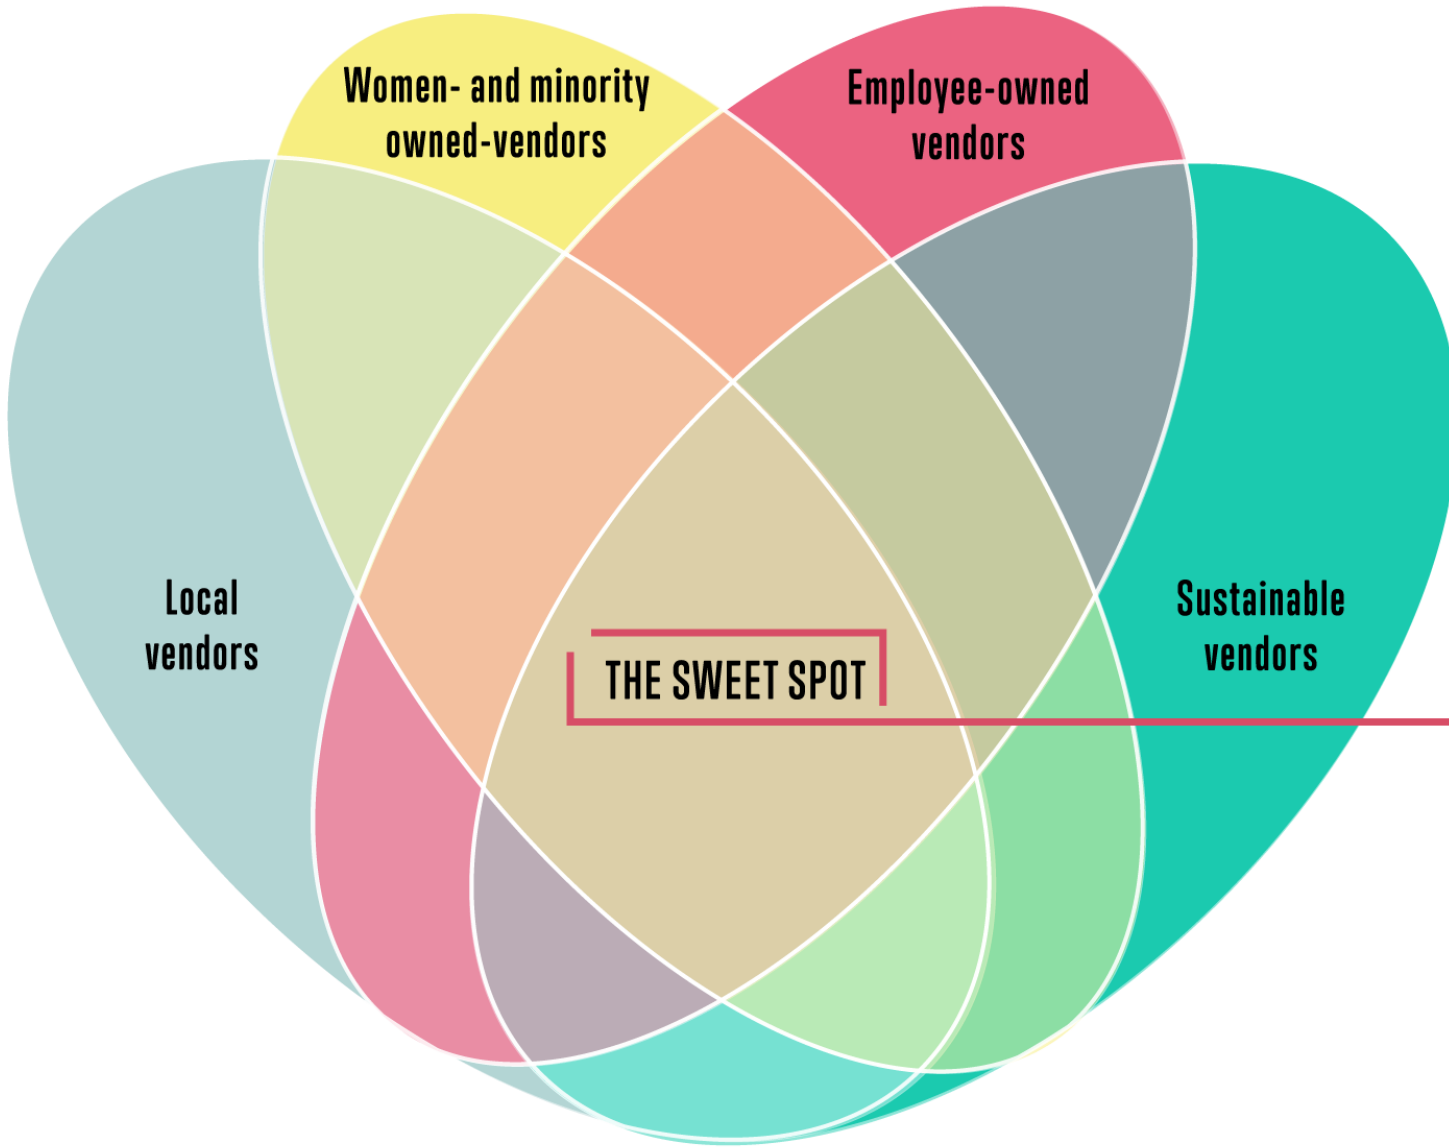 Women- and minority
owned-vendors
Employee-owned
vendors
Local
vendors
Sustainable
vendors
THE SWEET SPOT